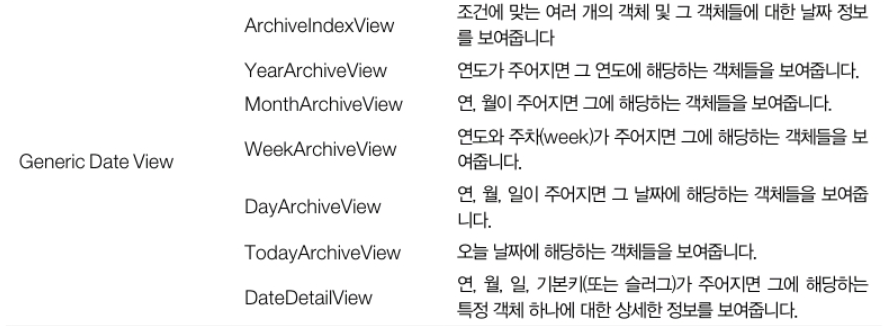 ArchiveIndexView 조건에 맞는 여러 개의 객체 및 그 객체들에 대한 날짜 정보
를 보여줍니다
YearArchiveView 연도가 주어지면 그 연도에 해당하는 객체들을 보여줍니다.
MonthArchiveView 연, 월이 주어지면 그에 해당하는 객체들을 보여줍니다.
Generic Date View
WeekArchiveView 연도와 주차(week)가 주어지면 그에 해당하는 객체들을 보
여줍니다.
DayArchiveView 연, 월, 일이 주어지면 그 날짜에 해당하는 객체들을 보여줍
니다.
TodayArchiveView 오늘 날짜에 해당하는 객체들을 보여줍니다.
DateDetailView 연, 월, 일, 기본키(또는 슬러그)가 주어지면 그에 해당하는
특정 객체 하나에 대한 상세한 정보를 보여줍니다.